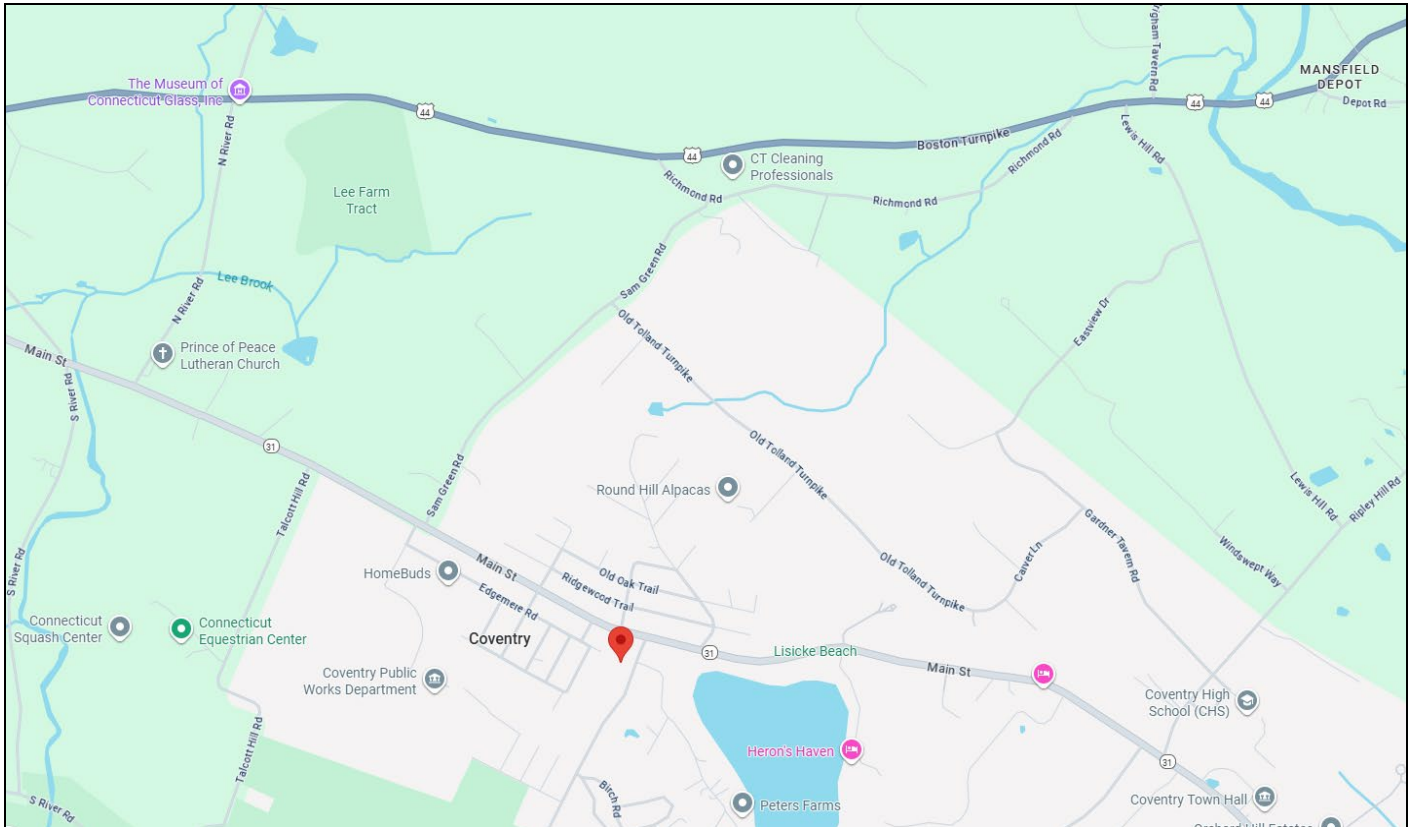 The Museum of
Connecticut Glass, Inc
N River Rd
44
44
44
44
MANSFIELD
DEPOT
Depot Rd
Boston Turnpike
Lewis Hill Rd
CT Cleaning
Professionals
Richmond Rd
Richmond Rd
Richmond Rd
Lee Farm
Tract
Lee Brook
N River Rd
Sam Green Rd
Old Tolland Turnpike
Eastview Dr
Main St
Prince of Peace
Lutheran Church
S River Rd
31
Sam Green Rd
Talcott Hill Rd
Round Hill Alpacas
Old Tolland Turnpike
Lewis Hill Rd
Ripley Hill Rd
Gardner Tavern Rd
Windswept Way
Carver Ln
Old Tolland Turnpike
S River Rd
HomeBuds
Main St
Old Oak Trail
Ridgewood Trail
Edgemere Rd
Connecticut
Squash Center
Connecticut
Equestrian Center
Coventry
31
Lisicke Beach
Main St
Coventry Public
Works Department
Coventry High
School (CHS)
Talcott Hill Rd
Heron's Haven
31
Birch Rd
Peters Farms
Coventry Town Hall
S River Rd